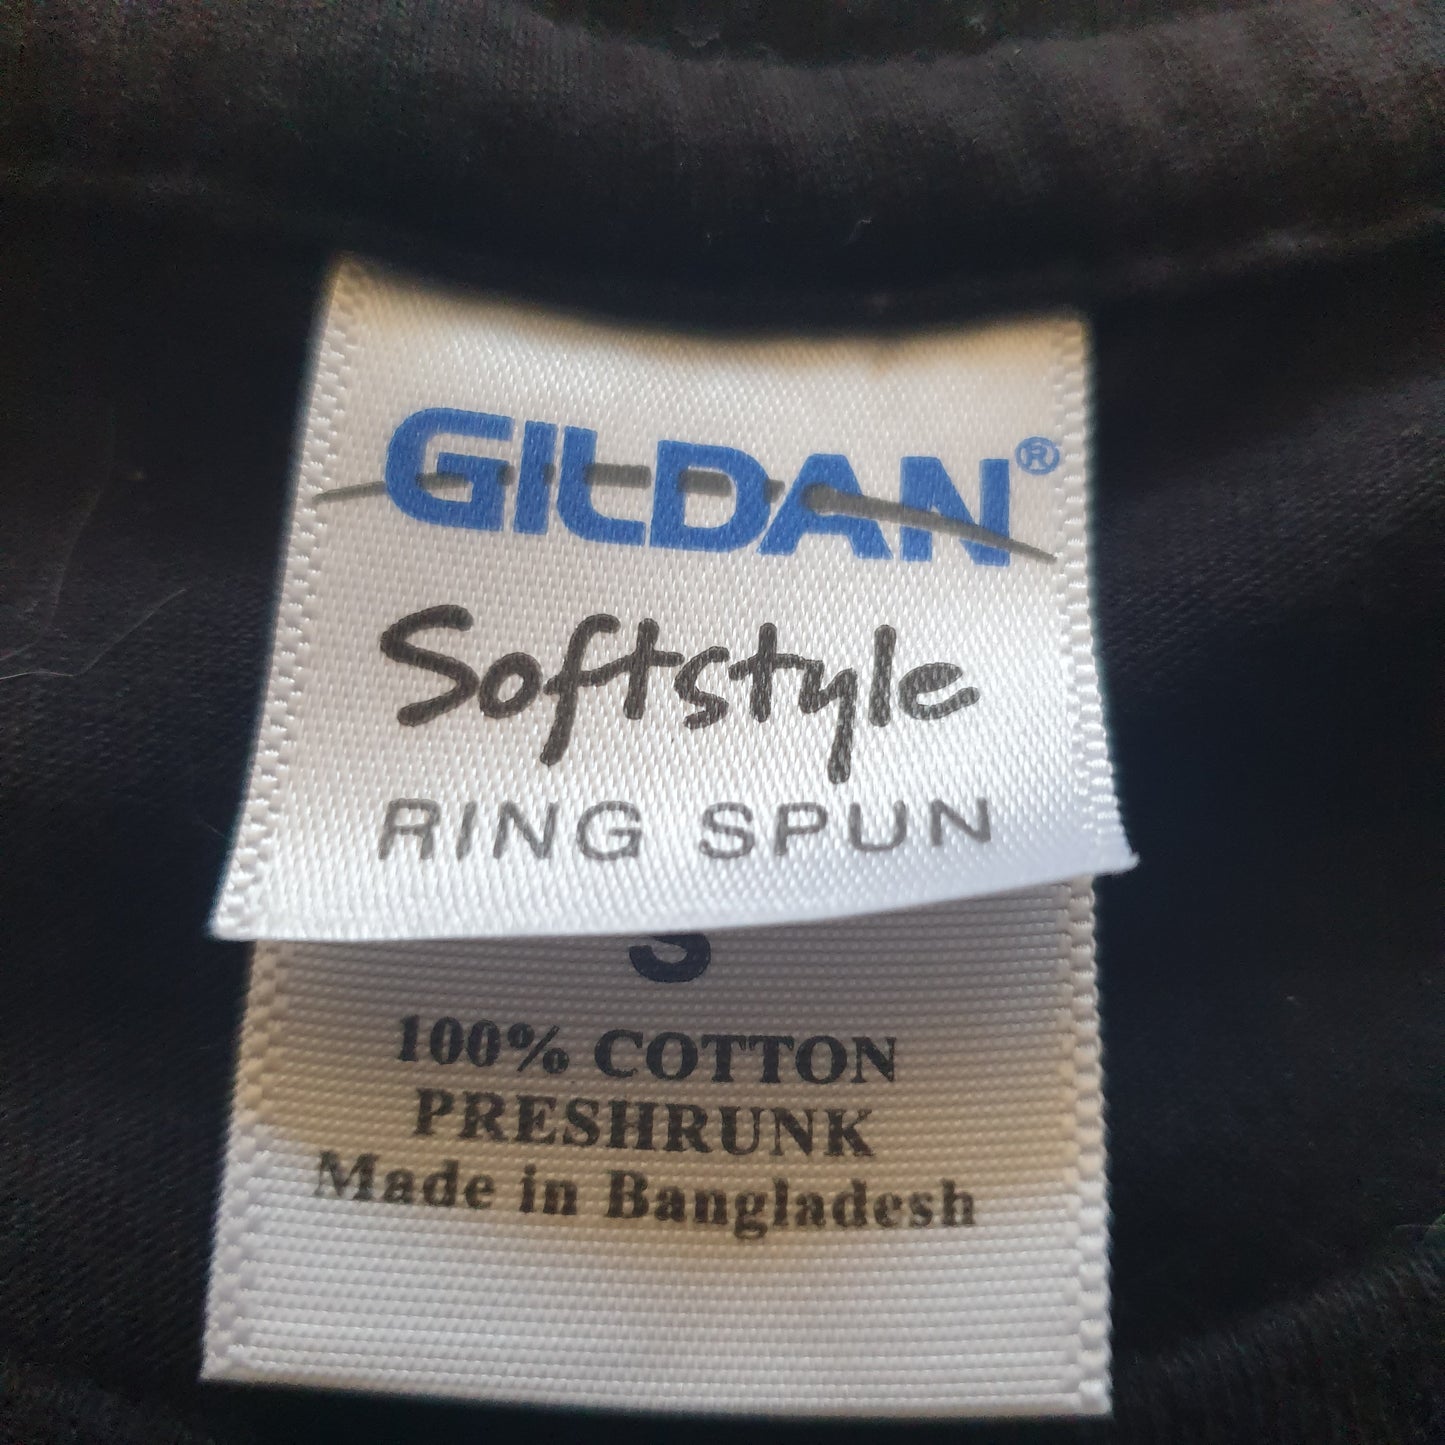 GILDAN®
Softstyle
RING SPUN
S
100% COTTON
PRESHRUNK
Made in Bangladesh